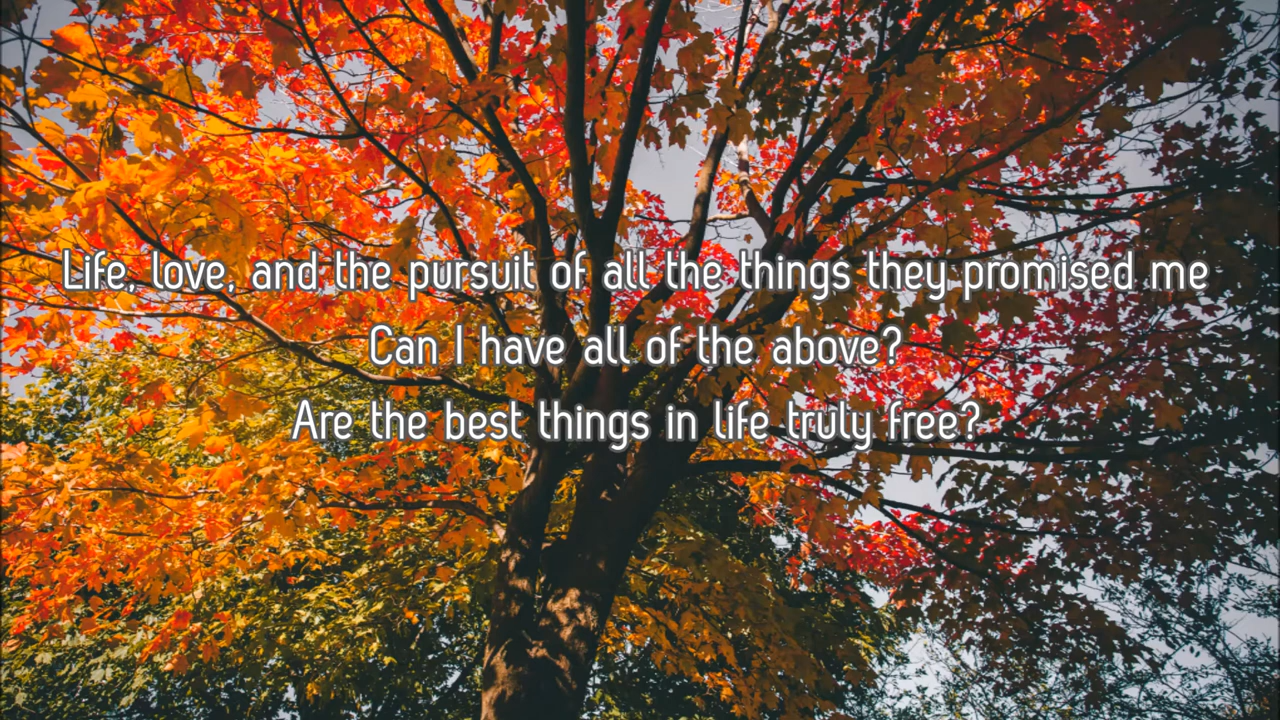 Life, love, and the pursuit of all the things they promised me
Can I have all of the above?
Are the best things in life truly free?